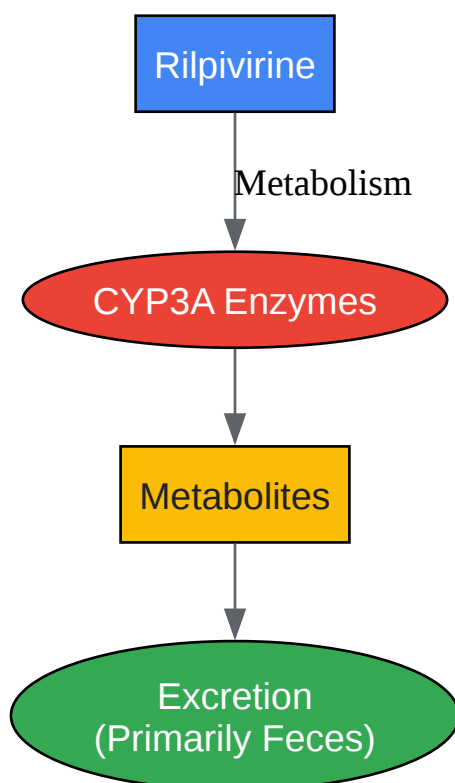 Rilpivirine
Metabolism
CYP3A Enzymes
Metabolites
Excretion
(Primarily Feces)